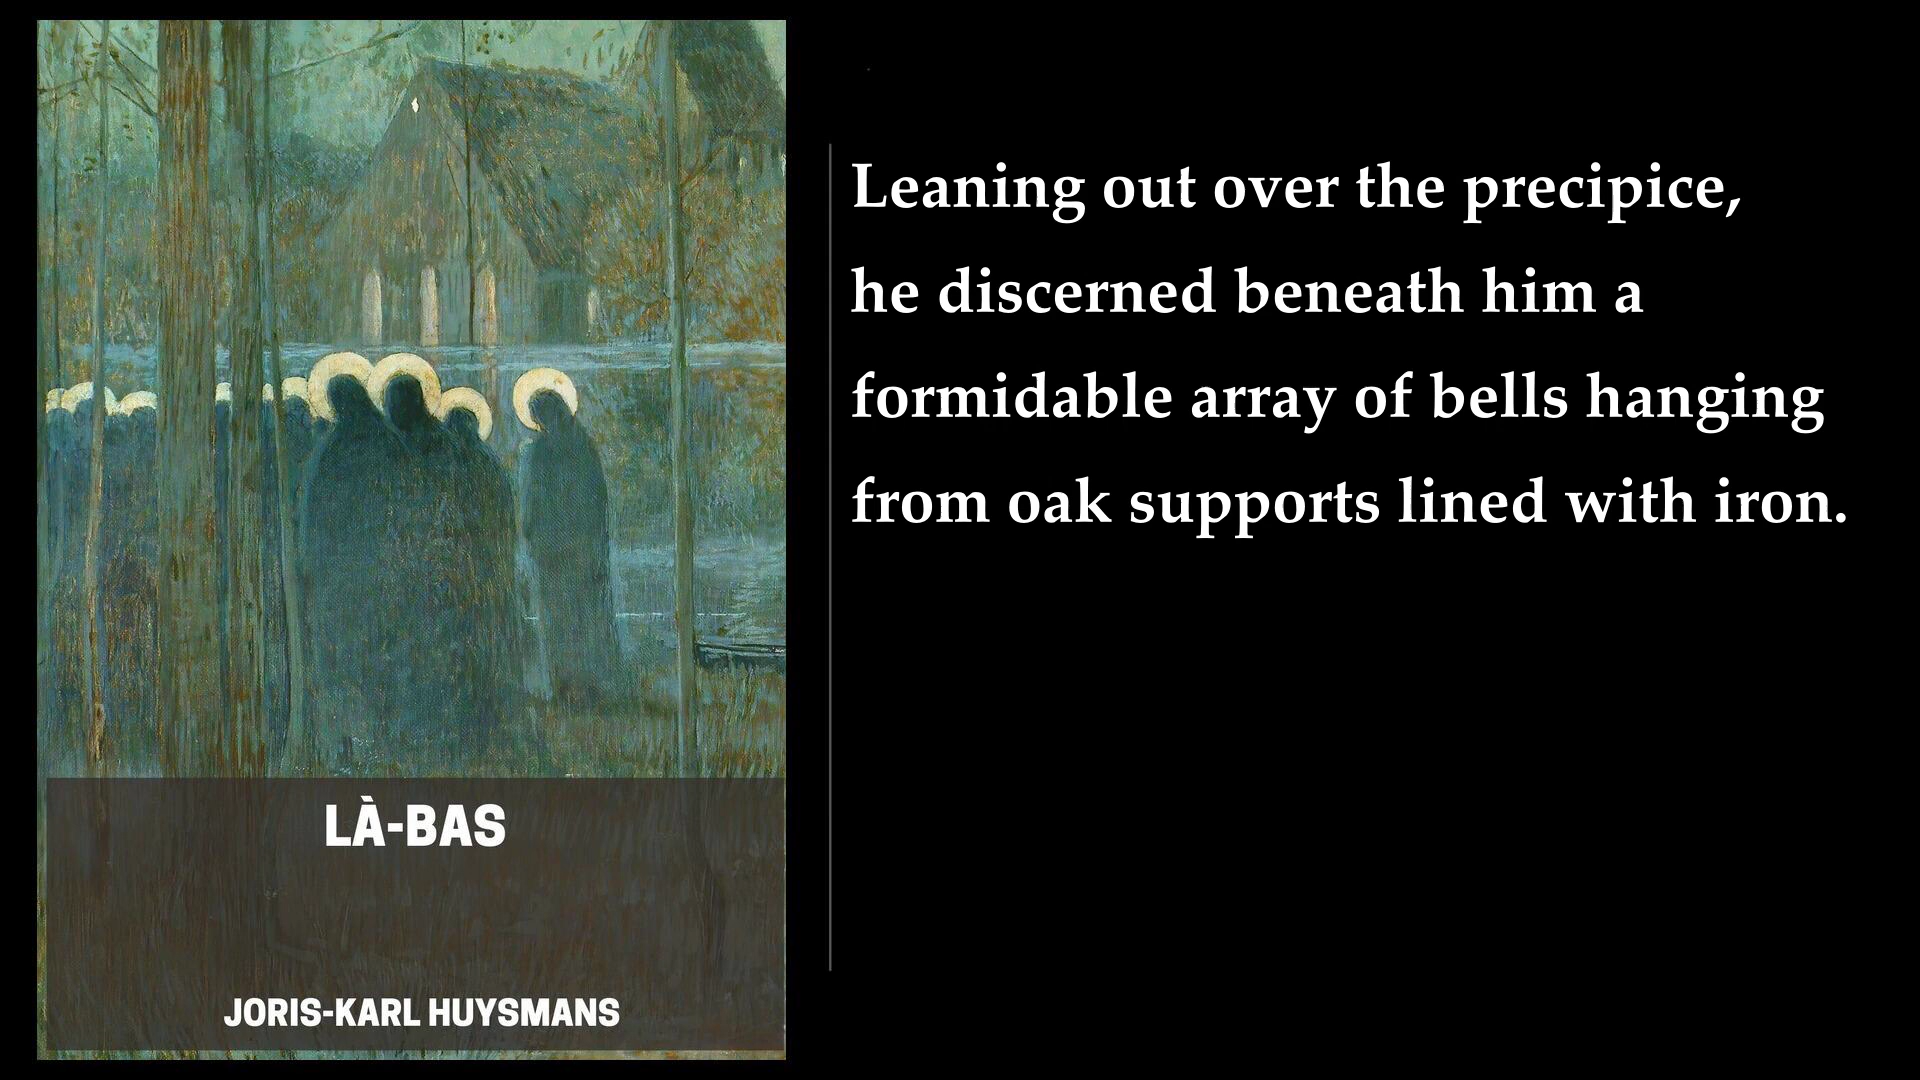 LÀ-BAS
JORIS-KARL HUYSMANS
Leaning out over the precipice,
he discerned beneath him a
formidable array of bells hanging
from oak supports lined with iron.